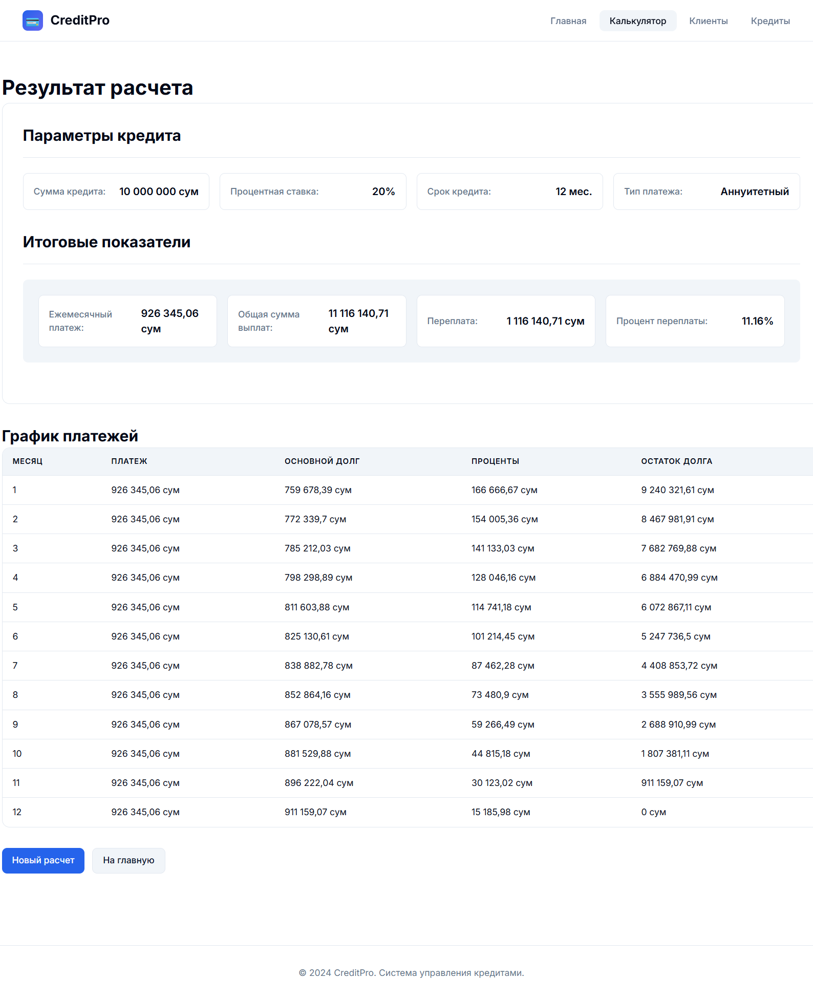 CreditPro
Главная Калькулятор Клиенты Кредиты
Результат расчета
Параметры кредита
Сумма кредита: 10 000 000 сум Процентная ставка: 20% Срок кредита: 12 мес. Тип платежа: Аннуитетный
Итоговые показатели
Ежемесячный платеж: 926 345,06 сум
Общая сумма выплат: 11 116 140,71 сум
Переплата: 1 116 140,71 сум
Процент переплаты: 11.16%
График платежей
МЕСЯЦ ПЛАТЕЖ ОСНОВНОЙ ДОЛГ ПРОЦЕНТЫ ОСТАТОК ДОЛГА
1 926 345,06 сум 759 678,39 сум 166 666,67 сум 9 240 321,61 сум
2 926 345,06 сум 772 339,7 сум 154 005,36 сум 8 467 981,91 сум
3 926 345,06 сум 785 212,03 сум 141 133,03 сум 7 682 769,88 сум
4 926 345,06 сум 798 298,89 сум 128 046,16 сум 6 884 470,99 сум
5 926 345,06 сум 811 603,88 сум 114 741,18 сум 6 072 867,11 сум
6 926 345,06 сум 825 130,61 сум 101 214,45 сум 5 247 736,5 сум
7 926 345,06 сум 838 882,78 сум 87 462,28 сум 4 408 853,72 сум
8 926 345,06 сум 852 864,16 сум 73 480,9 сум 3 555 989,56 сум
9 926 345,06 сум 867 078,57 сум 59 266,49 сум 2 688 910,99 сум
10 926 345,06 сум 881 529,88 сум 44 815,18 сум 1 807 381,11 сум
11 926 345,06 сум 896 222,04 сум 30 123,02 сум 911 159,07 сум
12 926 345,06 сум 911 159,07 сум 15 185,98 сум 0 сум
Новый расчет На главную
© 2024 CreditPro. Система управления кредитами.